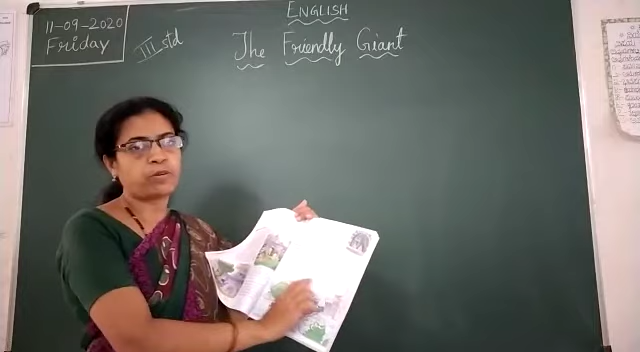 11-09-2020
Friday
III std
ENGLISH
The Friendly Giant